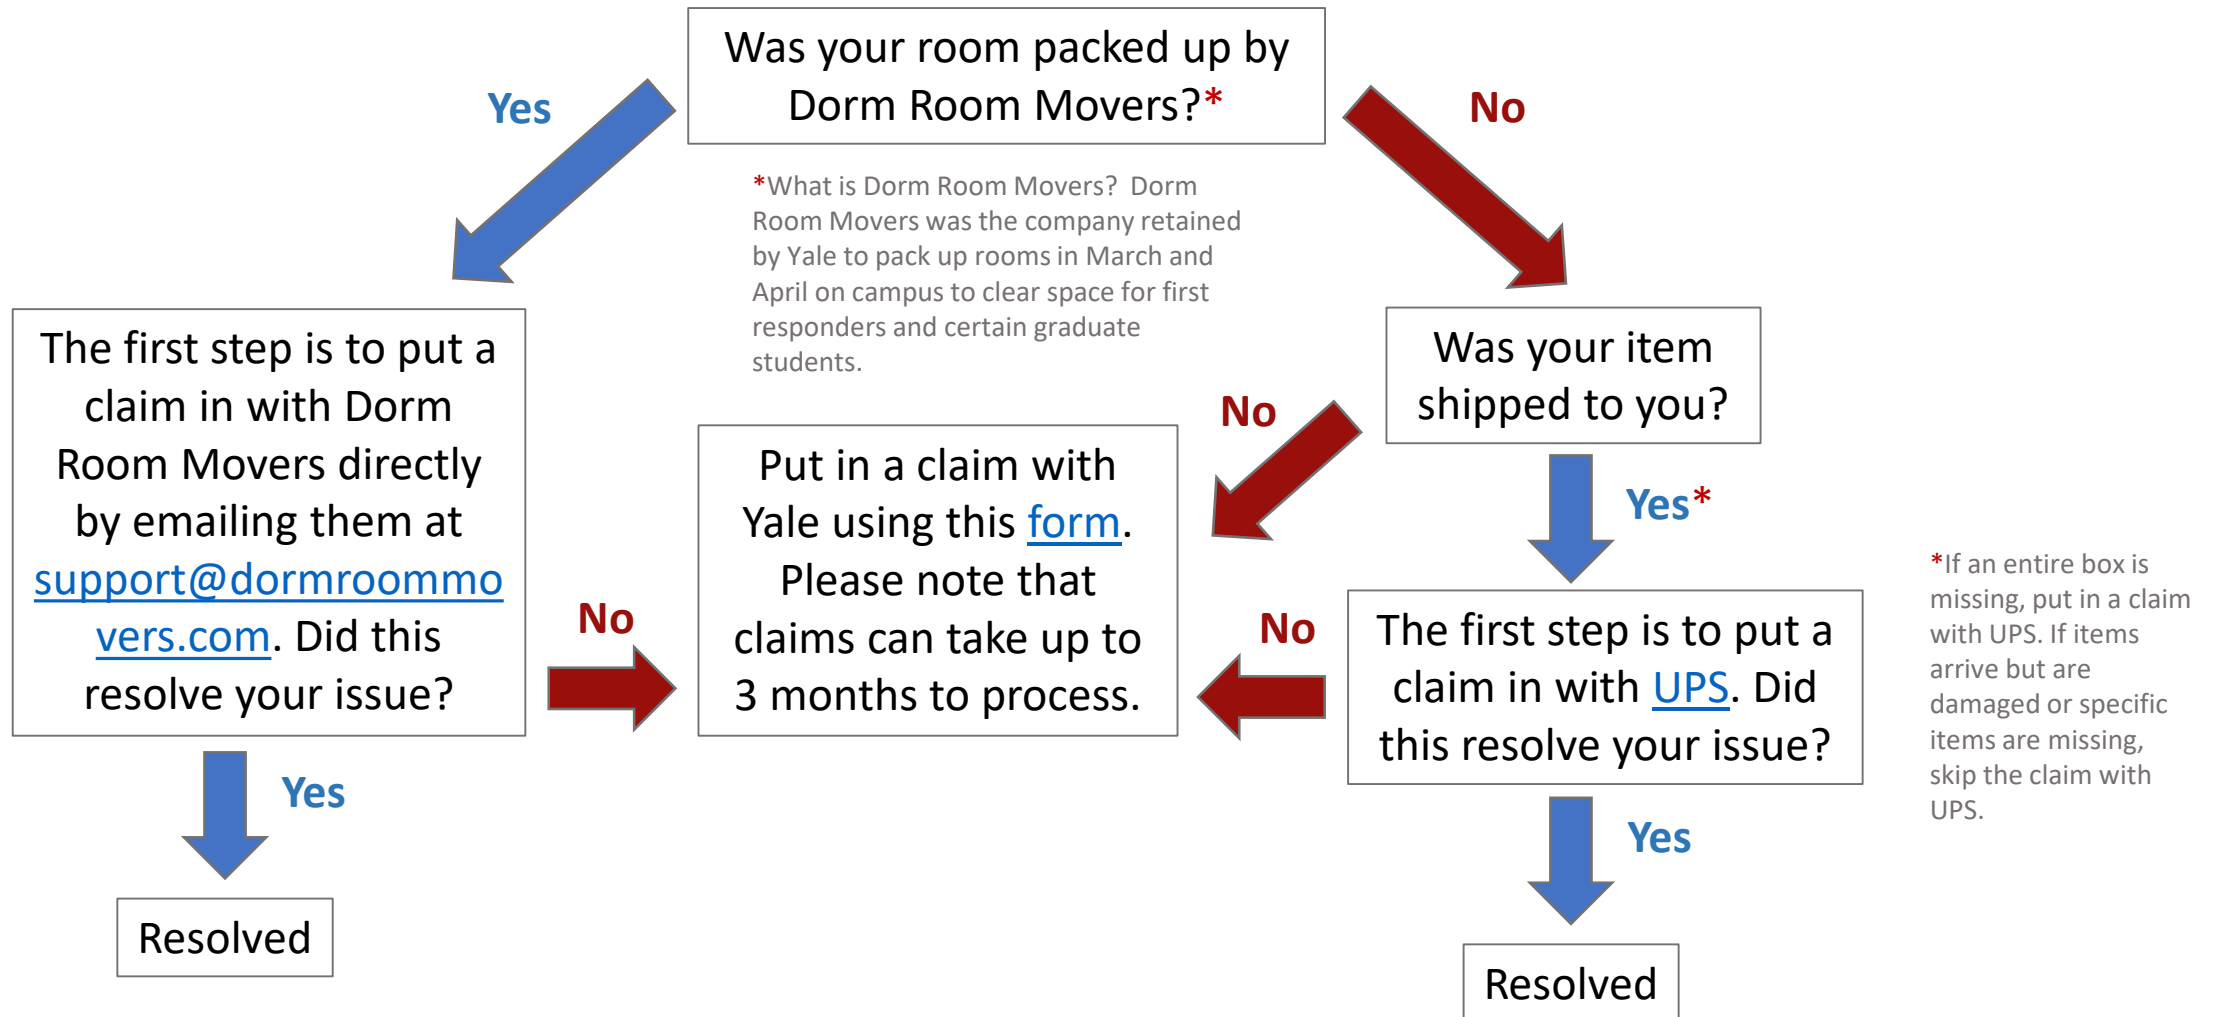 Was your room packed up by
Dorm Room Movers?*
Yes
No
*What is Dorm Room Movers?  Dorm
Room Movers was the company retained
by Yale to pack up rooms in March and
April on campus to clear space for first
responders and certain graduate
students.
The first step is to put a
claim in with Dorm
Room Movers directly
by emailing them at
support@dormroommo
vers.com. Did this
resolve your issue?
Was your item
shipped to you?
No
Yes*
Put in a claim with
Yale using this form.
Please note that
claims can take up to
3 months to process.
No
No
The first step is to put a
claim in with UPS. Did
this resolve your issue?
*If an entire box is
missing, put in a claim
with UPS. If items
arrive but are
damaged or specific
items are missing,
skip the claim with
UPS.
Yes
Yes
Resolved
Resolved